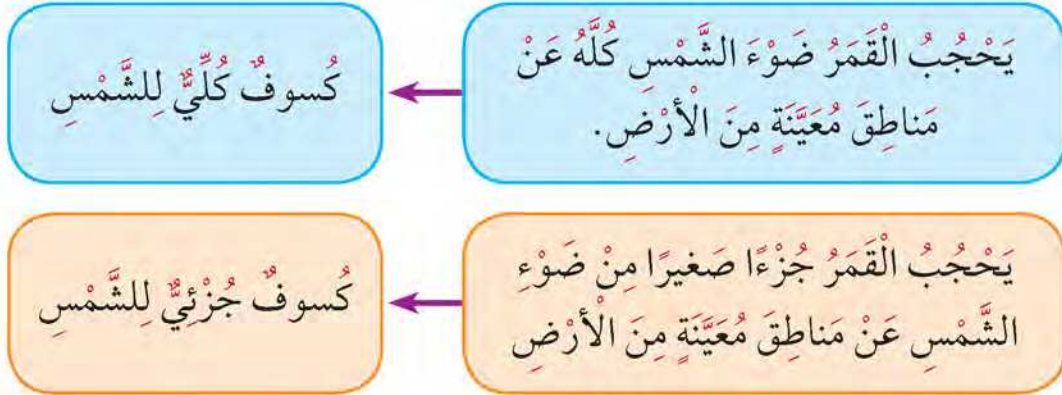 يَحْجُبُ الْقَمَرُ ضَوْءَ الشَّمْسِ كُلَّهُ عَنْ
مَناطِقَ مُعَيَّنَةٍ مِنَ الْأَرْضِ.
كُسوفٌ كُلِّيٌّ لِلشَّمْسِ
يَحْجُبُ الْقَمَرُ جُزْءًا صَغيرًا مِنْ ضَوْءِ
الشَّمْسِ عَنْ مَناطِقَ مُعَيَّنَةٍ مِنَ الْأَرْضِ
كُسوفٌ جُزْئِيٌّ لِلشَّمْسِ